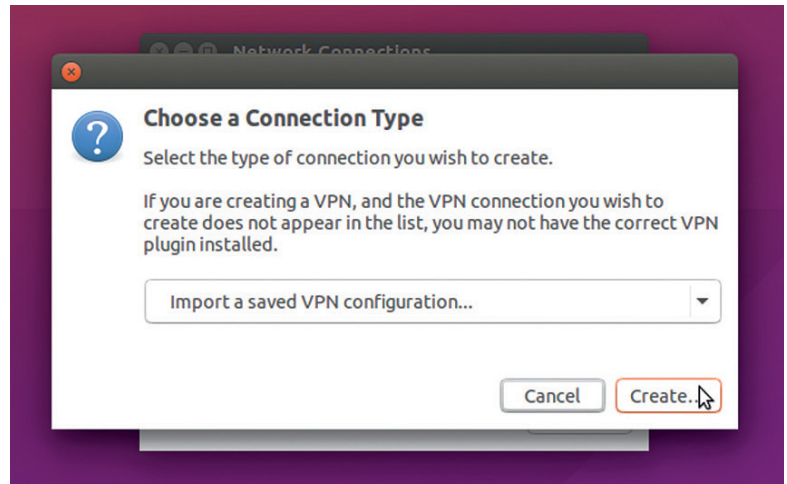 Network Connections
Choose a Connection Type
Select the type of connection you wish to create.
If you are creating a VPN, and the VPN connection you wish to
create does not appear in the list, you may not have the correct VPN
plugin installed.
Import a saved VPN configuration...
Cancel
Create...